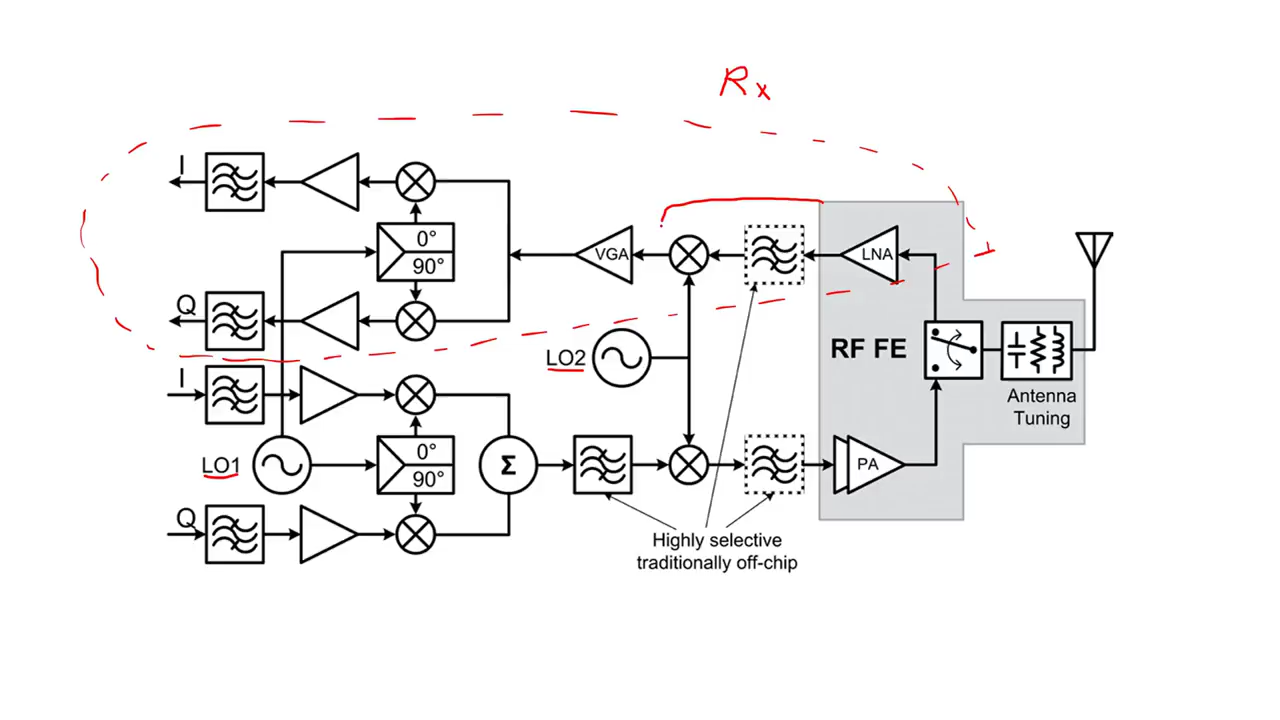 Rx
I
0°
90°
VGA
LNA
Q
LO2
RF FE
Antenna
Tuning
I
LO1
0°
90°
Σ
PA
Q
Highly selective
traditionally off-chip